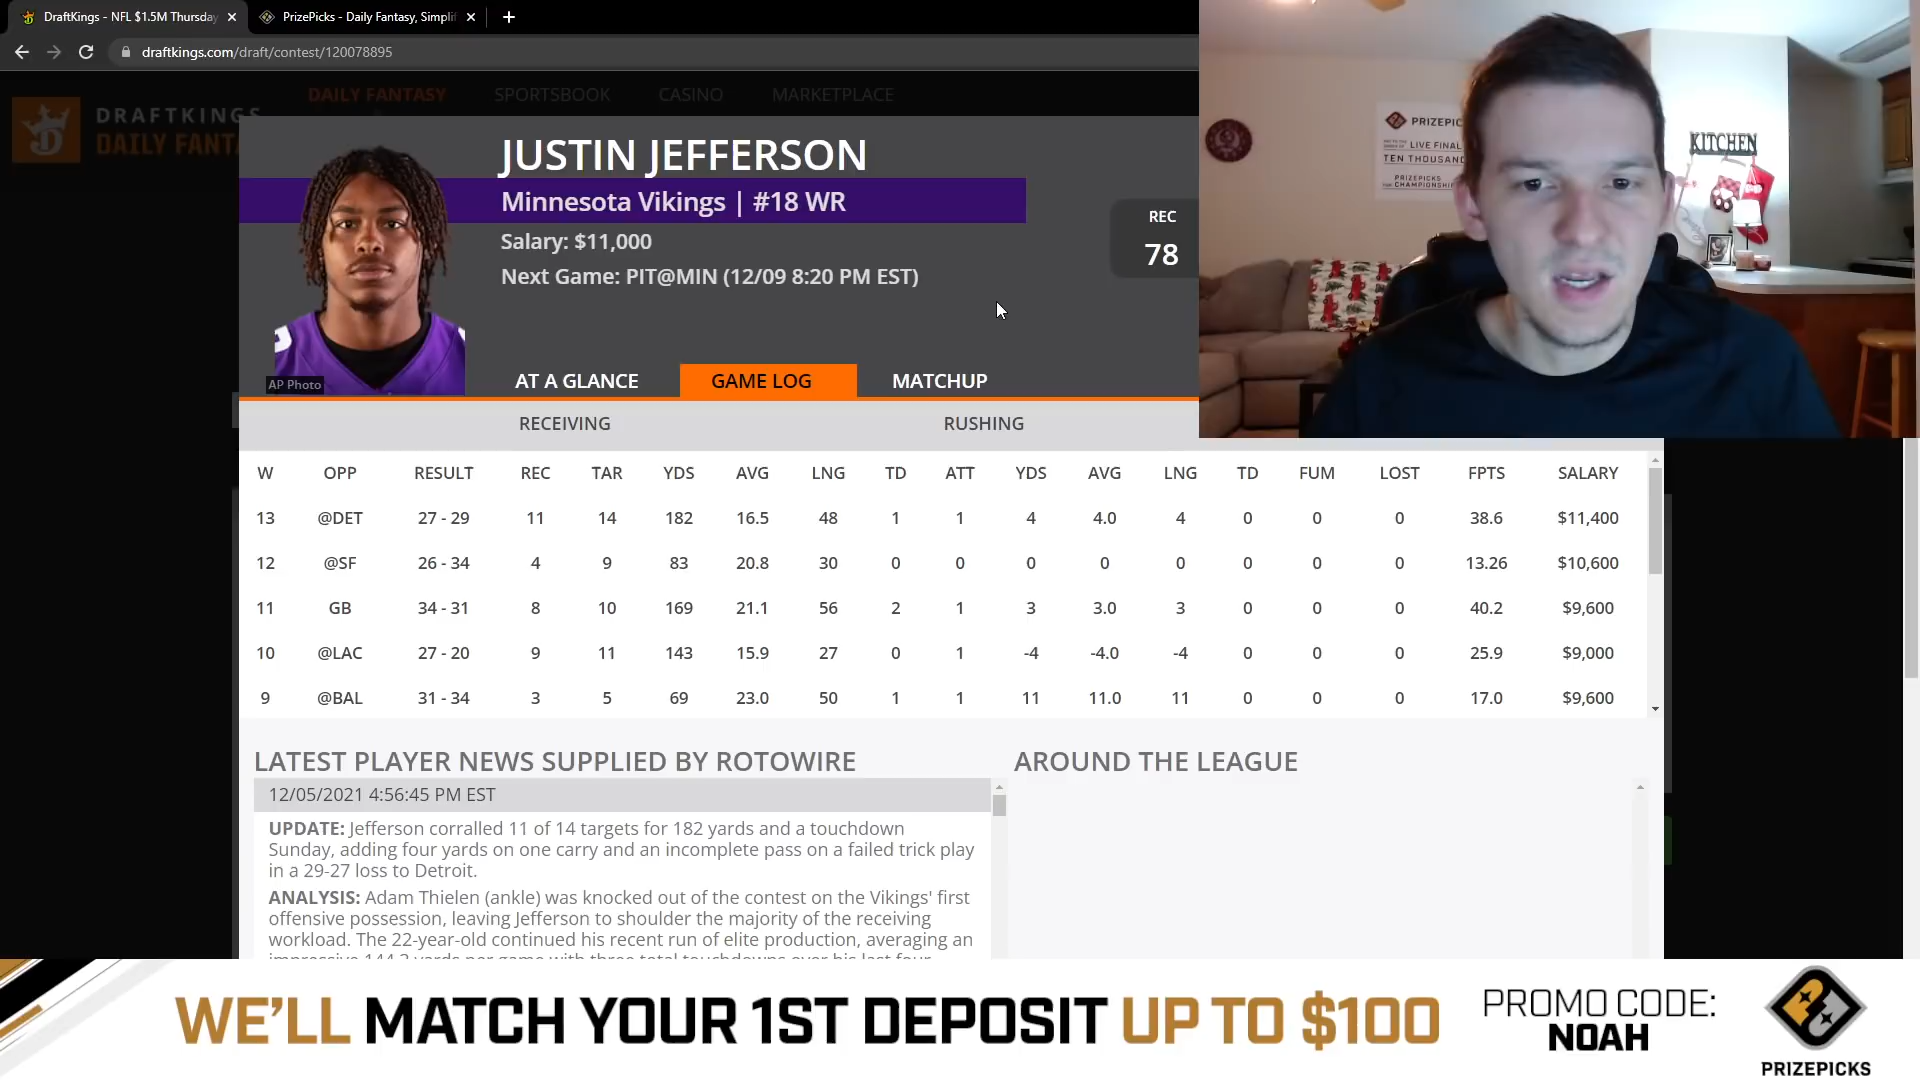 DraftKings - NFL $1.5M Thursday
PrizePicks - Daily Fantasy, Simplif
draftkings.com/draft/contest/120078895
DRAFTKINGS
DAILY FANTA
DAILY FANTASY
SPORTSBOOK
CASINO
MARKETPLACE
JUSTIN JEFFERSON
Minnesota Vikings | #18 WR
Salary: $11,000
Next Game: PIT@MIN (12/09 8:20 PM EST)
REC
78
AP Photo
AT A GLANCE
GAME LOG
MATCHUP
RECEIVING RUSHING
W OPP RESULT REC TAR YDS AVG LNG TD ATT YDS AVG LNG TD FUM LOST FPTS SALARY
13 @DET 27 - 29 11 14 182 16.5 48 1 1 4 4.0 4 0 0 0 38.6 $11,400
12 @SF 26 - 34 4 9 83 20.8 30 0 0 0 0 0 0 0 0 13.26 $10,600
11 GB 34 - 31 8 10 169 21.1 56 2 1 3 3.0 3 0 0 0 40.2 $9,600
10 @LAC 27 - 20 9 11 143 15.9 27 0 1 -4 -4.0 -4 0 0 0 25.9 $9,000
9 @BAL 31 - 34 3 5 69 23.0 50 1 1 11 11.0 11 0 0 0 17.0 $9,600
LATEST PLAYER NEWS SUPPLIED BY ROTOWIRE
12/05/2021 4:56:45 PM EST
UPDATE: Jefferson corralled 11 of 14 targets for 182 yards and a touchdown
Sunday, adding four yards on one carry and an incomplete pass on a failed trick play
in a 29-27 loss to Detroit.
ANALYSIS: Adam Thielen (ankle) was knocked out of the contest on the Vikings' first
offensive possession, leaving Jefferson to shoulder the majority of the receiving
workload. The 22-year-old continued his recent run of elite production, averaging an
AROUND THE LEAGUE
PRIZEPIC
LIVE FINAL
TEN THOUSAND
PRIZEPICKS
CHAMPIONSHIP
KITCHEN
WE'LL MATCH YOUR 1ST DEPOSIT UP TO $100
PROMO CODE:
NOAH
PRIZEPICKS